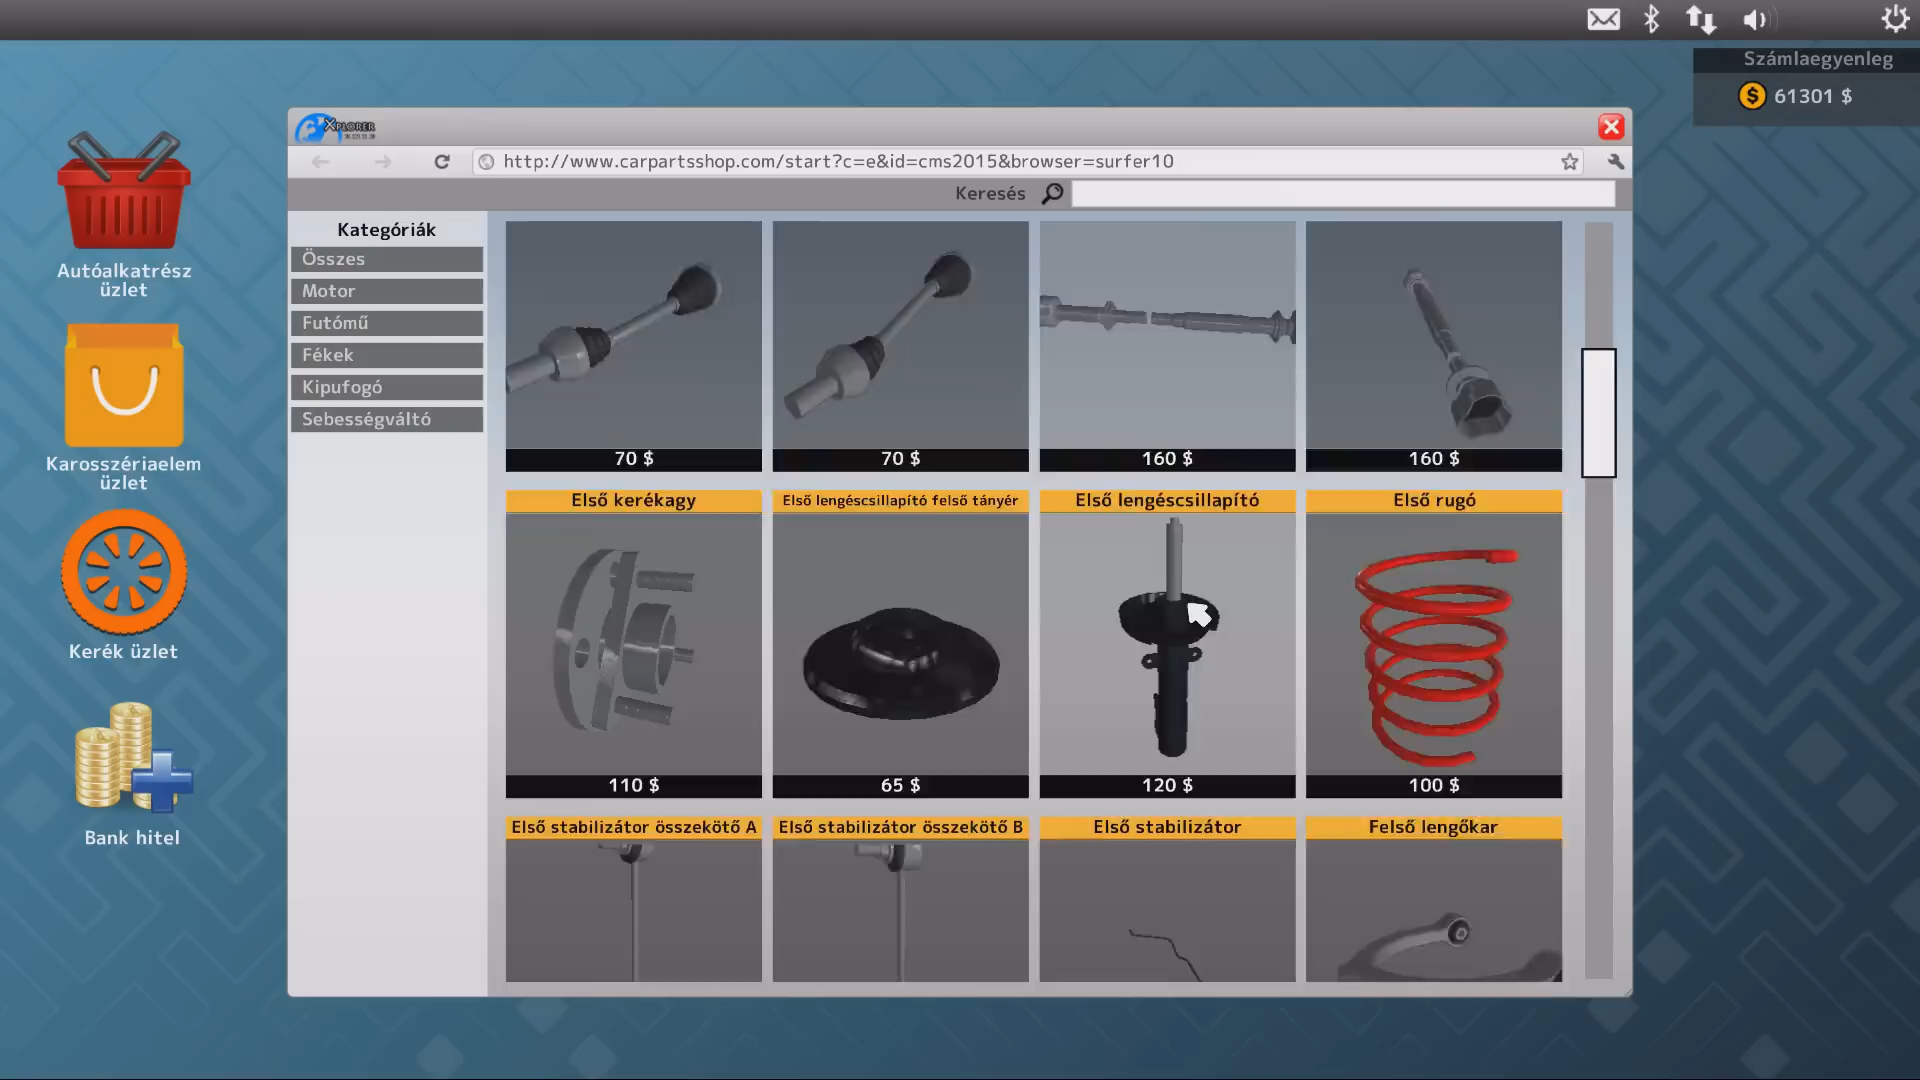 Számlaegyenleg
61301 $
Autóalkatrész
üzlet
Karosszériaelem
üzlet
Kerék üzlet
Bank hitel
XPLORER
http://www.carpartsshop.com/start?c=e&id=cms2015&browser=surfer10
Keresés
Kategóriák
Összes
Motor
Futómű
Fékek
Kipufogó
Sebességváltó
70 $
70 $
160 $
160 $
Első kerékagy
Első lengéscsillapító felső tányér
Első lengéscsillapító
Első rugó
110 $
65 $
120 $
100 $
Első stabilizátor összekötő A
Első stabilizátor összekötő B
Első stabilizátor
Felső lengőkar